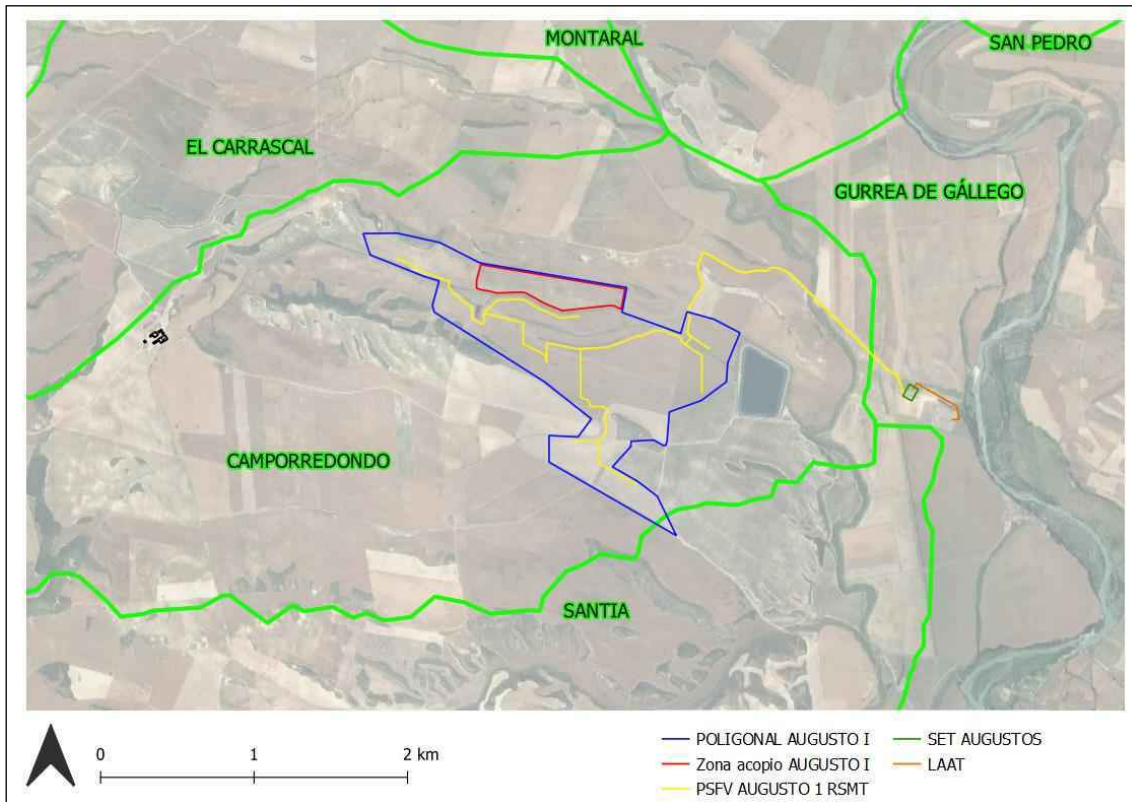 MONTARAL
SAN PEDRO
EL CARRASCAL
GURREA DE GÁLLEGO
CAMPORREDONDO
SANTIA
0 1 2 km
POLIGONAL AUGUSTO I
Zona acopio AUGUSTO I
PSFV AUGUSTO 1 RSMT
SET AUGUSTOS
LAAT